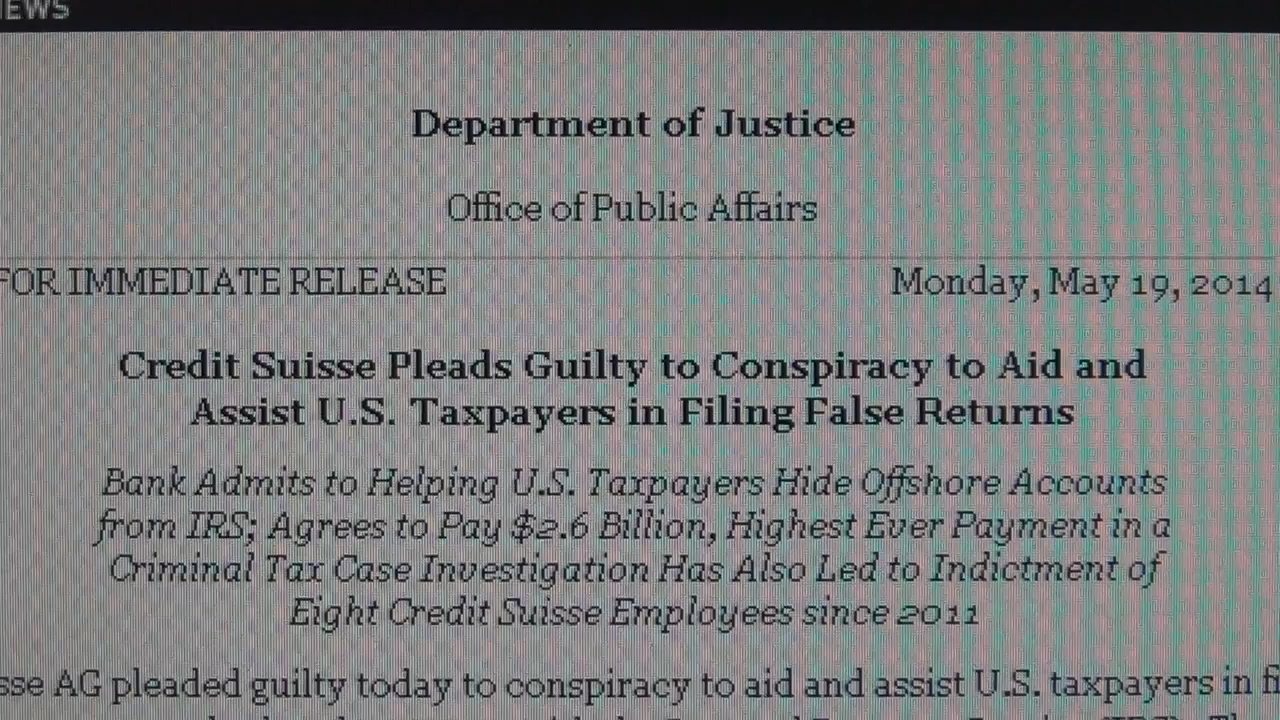 NEWS
Department of Justice
Office of Public Affairs
FOR IMMEDIATE RELEASE
Monday, May 19, 2014
Credit Suisse Pleads Guilty to Conspiracy to Aid and
Assist U.S. Taxpayers in Filing False Returns
Bank Admits to Helping U.S. Taxpayers Hide Offshore Accounts
from IRS; Agrees to Pay $2.6 Billion, Highest Ever Payment in a
Criminal Tax Case Investigation Has Also Led to Indictment of
Eight Credit Suisse Employees since 2011
sse AG pleaded guilty today to conspiracy to aid and assist U.S. taxpayers in fi